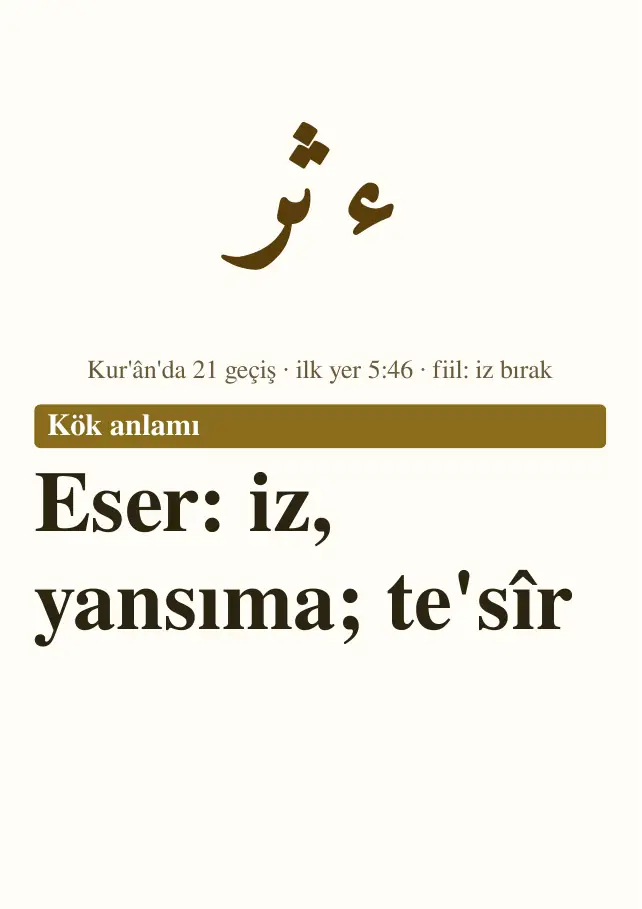 ء ثر
Kur'ân'da 21 geçiş · ilk yer 5:46 · fiil: iz bırak
Kök anlamı
Eser: iz,
yansıma; te'sîr